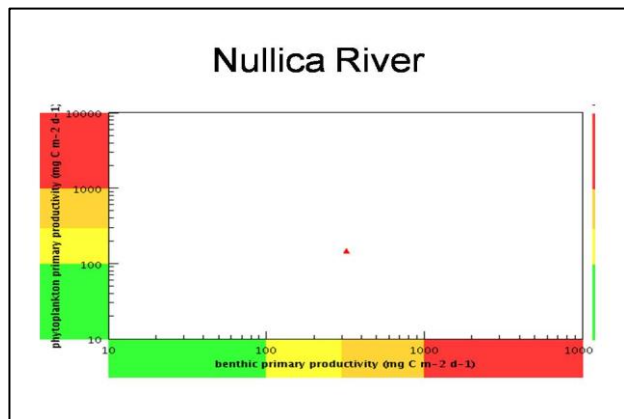 Nullica River
phytoplankton primary productivity (mg C m-2 d-1)
10000
1000
100
10
10
100
1000
1000
benthic primary productivity (mg C m-2 d-1)